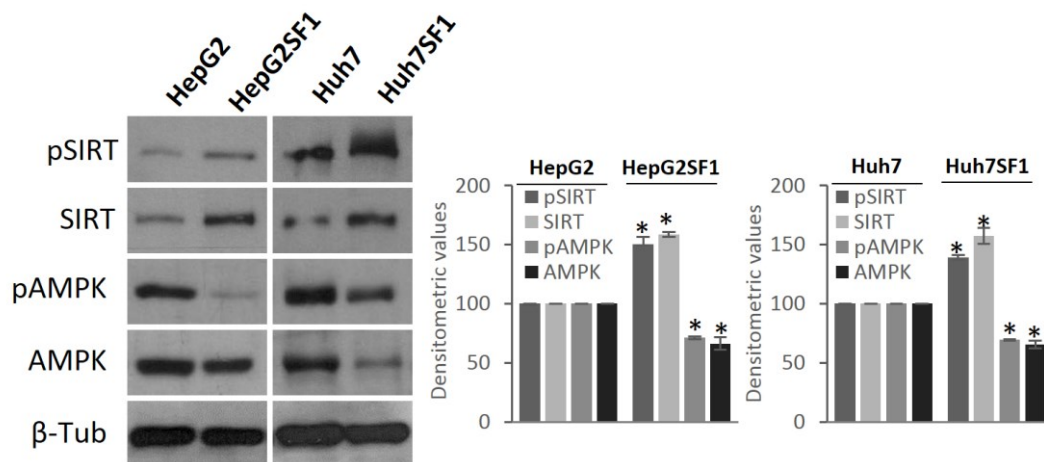 HepG2 HepG2SF1 Huh7 Huh7SF1
pSIRT
SIRT
pAMPK
AMPK
β-Tub
HepG2 HepG2SF1
Densitometric values
200
150
100
50
0
pSIRT
SIRT
pAMPK
AMPK
* * * *
Huh7 Huh7SF1
Densitometric values
200
150
100
50
0
pSIRT
SIRT
pAMPK
AMPK
* * * *